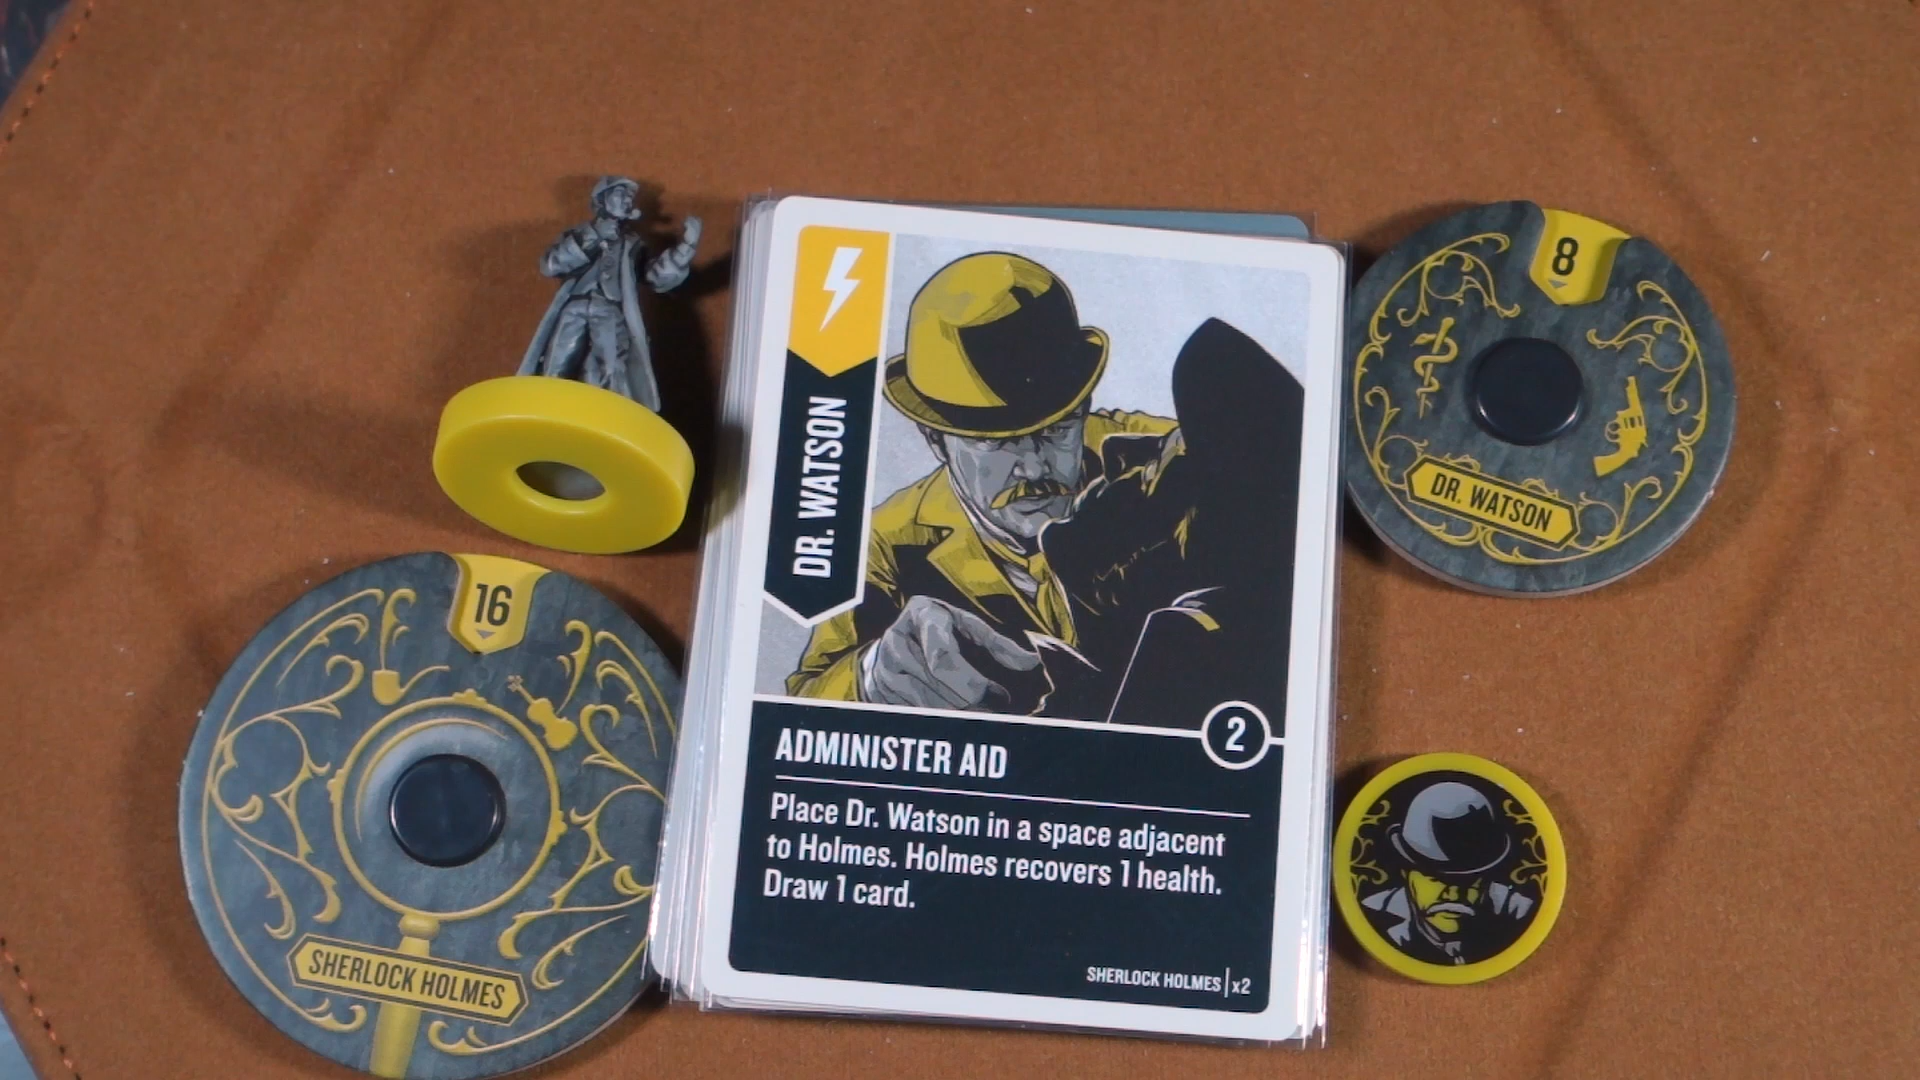 DR. WATSON
2
ADMINISTER AID
Place Dr. Watson in a space adjacent
to Holmes. Holmes recovers 1 health.
Draw 1 card.
SHERLOCK HOLMES | x2
16
SHERLOCK HOLMES
8
DR. WATSON